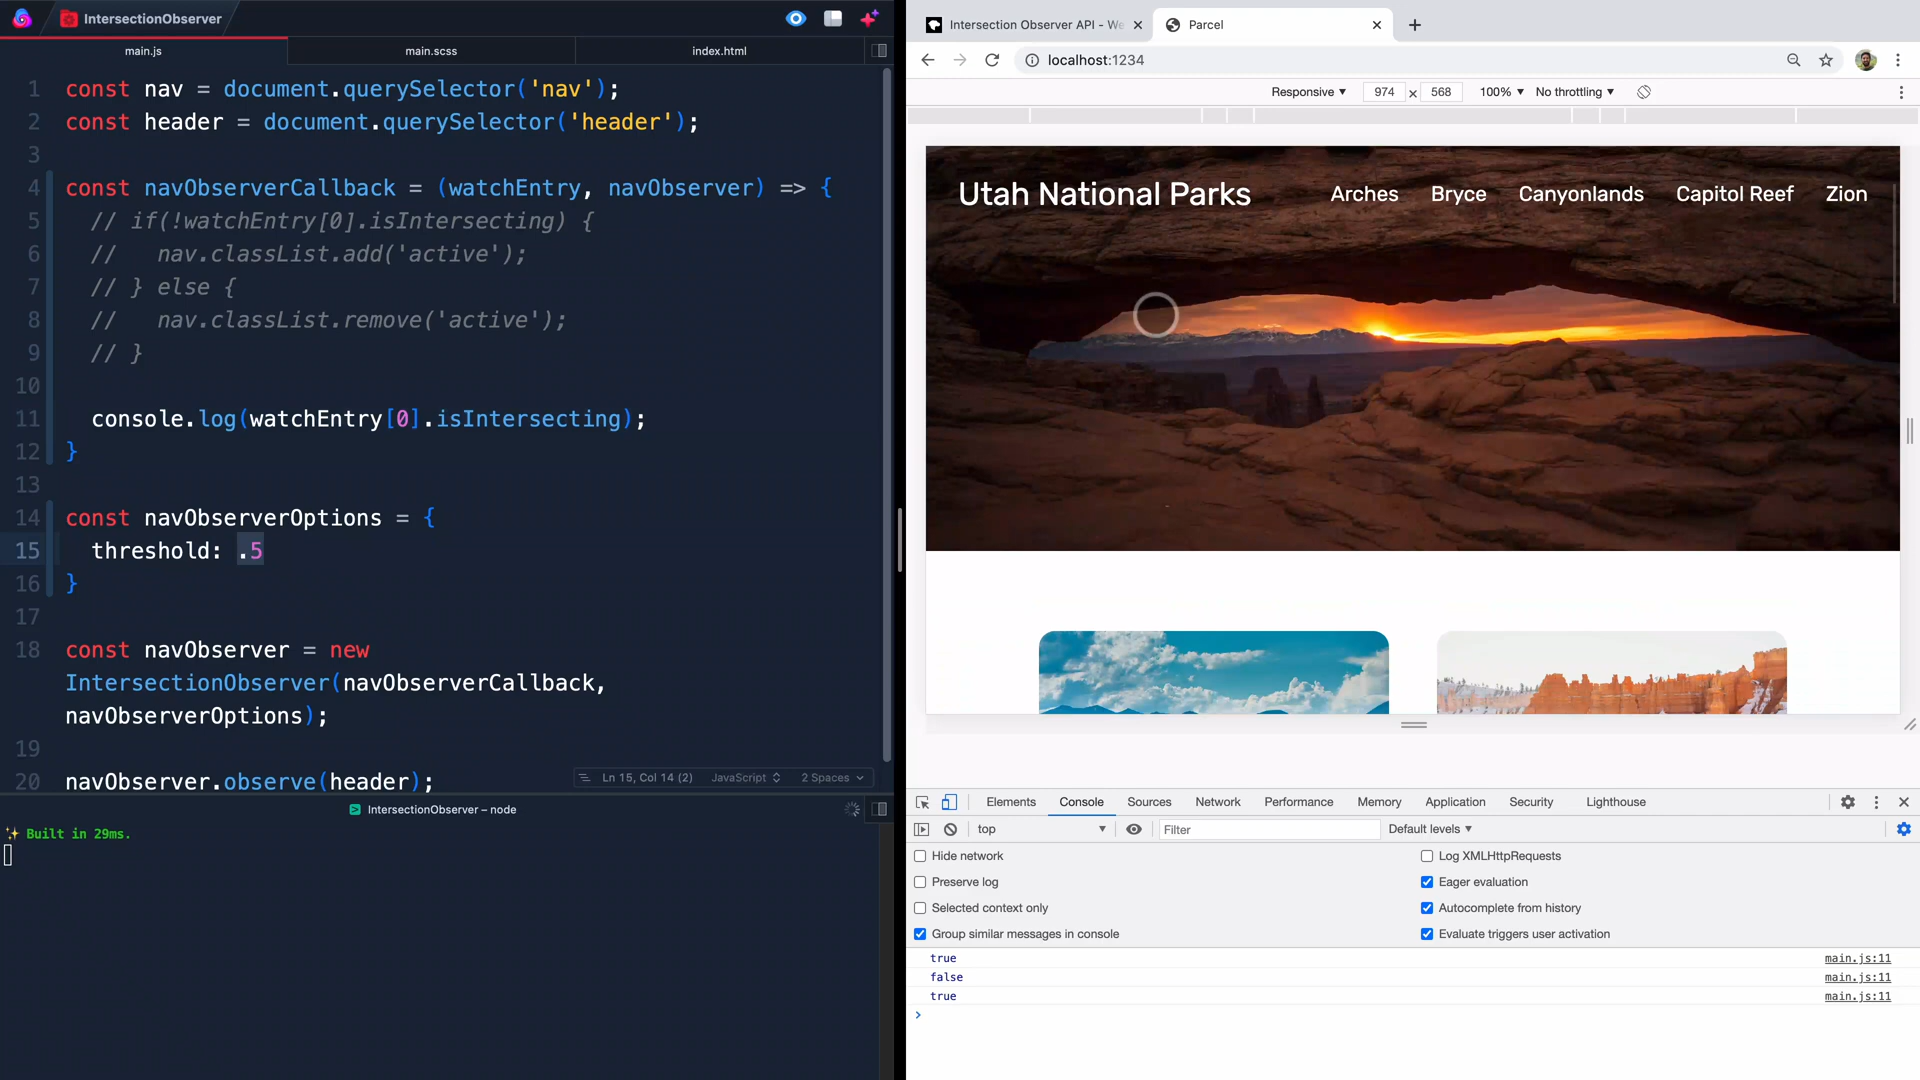 IntersectionObserver
main.js
main.scss
index.html
1 const nav = document.querySelector('nav');
2 const header = document.querySelector('header');
3
4 const navObserverCallback = (watchEntry, navObserver) => {
5 // if(!watchEntry[0].isIntersecting) {
6 //   nav.classList.add('active');
7 // } else {
8 //   nav.classList.remove('active');
9 // }
10
11 console.log(watchEntry[0].isIntersecting);
12 }
13
14 const navObserverOptions = {
15 threshold: .5
16 }
17
18 const navObserver = new
IntersectionObserver(navObserverCallback,
navObserverOptions);
19
20 navObserver.observe(header);
Ln 15, Col 14 (2) JavaScript 2 Spaces
IntersectionObserver – node
✨ Built in 29ms.
Intersection Observer API - We
Parcel
localhost:1234
Responsive ▼ 974 × 568 100% ▼ No throttling ▼
Utah National Parks
Arches Bryce Canyonlands Capitol Reef Zion
Elements Console Sources Network Performance Memory Application Security Lighthouse
top ▼ Filter Default levels ▼
Hide network
Log XMLHttpRequests
Preserve log
Eager evaluation
Selected context only
Autocomplete from history
Group similar messages in console
Evaluate triggers user activation
true main.js:11
false main.js:11
true main.js:11
>